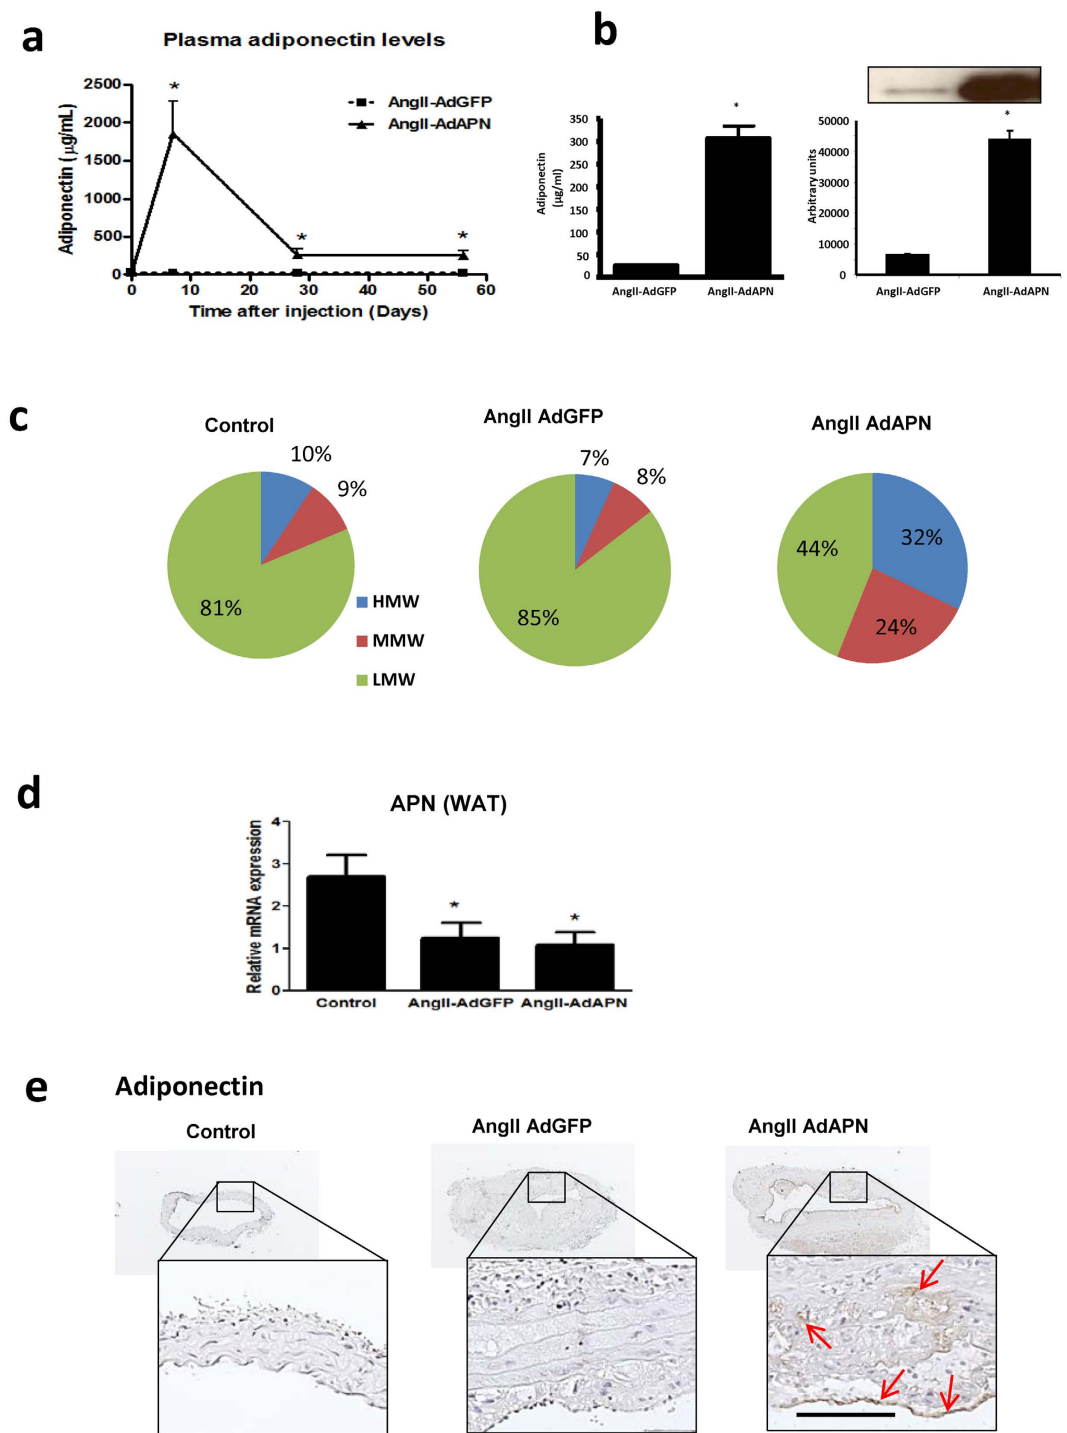 a
Plasma adiponectin levels
Adiponectin (µg/mL)
2500
2000
1500
1000
500
0
*
*
*
AngII-AdGFP
AngII-AdAPN
0 10 20 30 40 50 60
Time after injection (Days)
b
Adiponectin
(µg/ml)
350
300
250
200
150
100
50
0
*
AngII-AdGFP AngII-AdAPN
Arbitrary units
50000
40000
30000
20000
10000
0
*
AngII-AdGFP AngII-AdAPN
c
Control
10%
9%
81%
HMW
MMW
LMW
AngII AdGFP
7%
8%
85%
AngII AdAPN
32%
24%
44%
d
APN (WAT)
Relative mRNA expression
4
3
2
1
0
*
*
Control AngII-AdGFP AngII-AdAPN
e
Adiponectin
Control
AngII AdGFP
AngII AdAPN